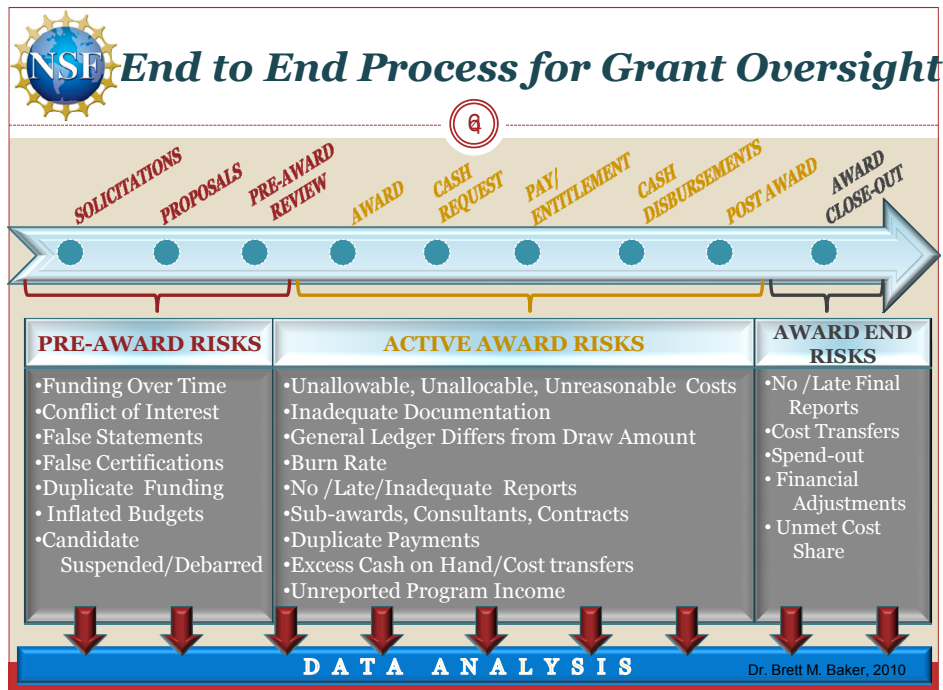 NSF
End to End Process for Grant Oversight
SOLICITATIONS
PROPOSALS
PRE-AWARD
REVIEW
AWARD
CASH
REQUEST
PAY/
ENTITLEMENT
CASH
DISBURSEMENTS
POST AWARD
AWARD
CLOSE-OUT
PRE-AWARD RISKS
•Funding Over Time
•Conflict of Interest
•False Statements
•False Certifications
•Duplicate Funding
• Inflated Budgets
•Candidate
Suspended/Debarred
ACTIVE AWARD RISKS
•Unallowable, Unallocable, Unreasonable Costs
•Inadequate Documentation
•General Ledger Differs from Draw Amount
•Burn Rate
•No /Late/Inadequate Reports
•Sub-awards, Consultants, Contracts
•Duplicate Payments
•Excess Cash on Hand/Cost transfers
•Unreported Program Income
AWARD END
RISKS
•No /Late Final
Reports
•Cost Transfers
•Spend-out
• Financial
Adjustments
• Unmet Cost
Share
DATA ANALYSIS
Dr. Brett M. Baker, 2010